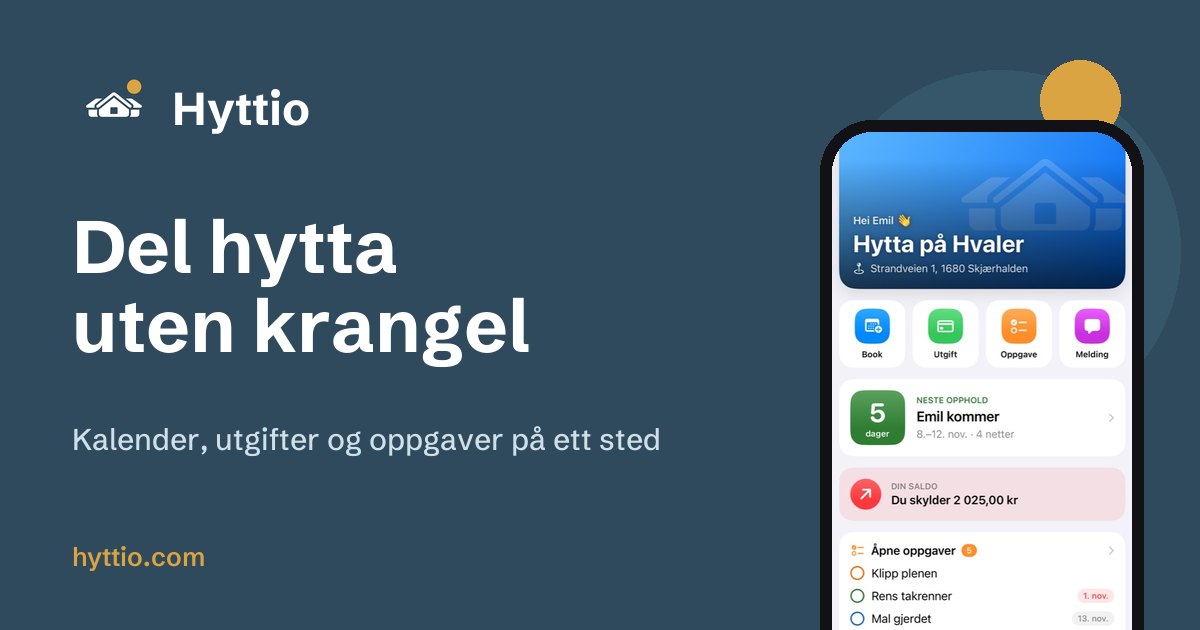 Hyttio
Del hytta
uten krangel
Kalender, utgifter og oppgaver på ett sted
hyttio.com
Hei Emil 👋
Hytta på Hvaler
Strandveien 1, 1680 Skjærhalden
Book
Utgift
Oppgave
Melding
5
dager
NESTE OPPHOLD
Emil kommer
8.–12. nov. · 4 netter
DIN SALDO
Du skylder 2 025,00 kr
Åpne oppgaver 5
Klipp plenen
Rens takrenner 1. nov.
Mal gjerdet 13. nov.